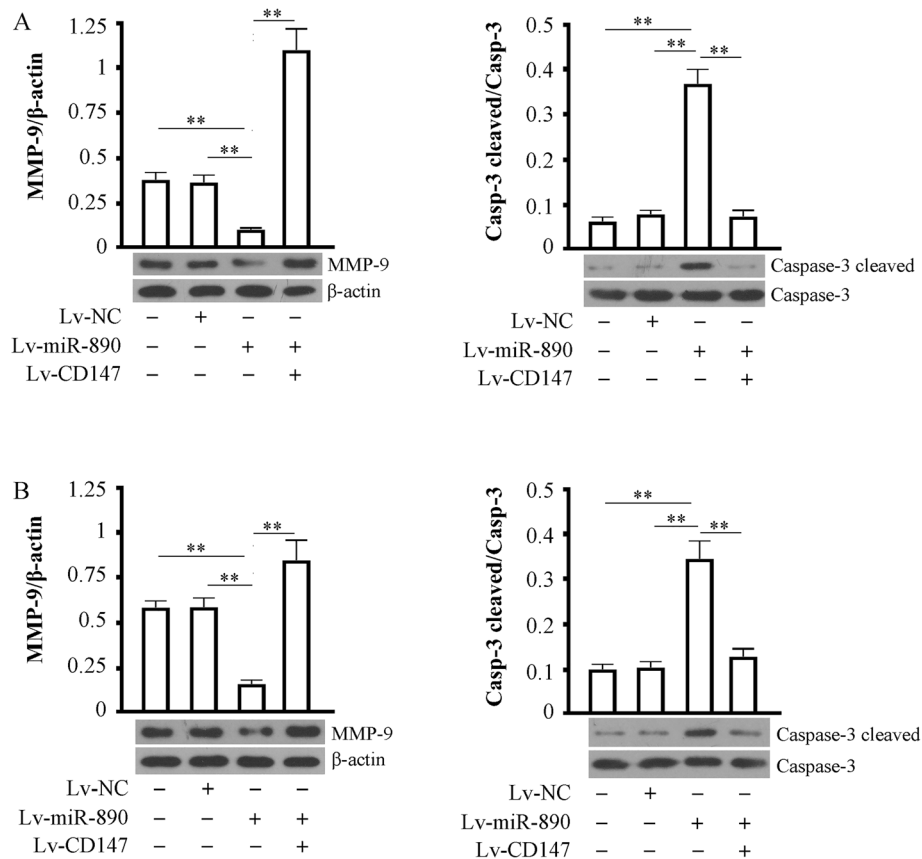 A
MMP-9/β-actin
1.25
1
0.75
0.5
0.25
0
**
**
**
MMP-9
β-actin
Lv-NC – + – –
Lv-miR-890 – – + +
Lv-CD147 – – – +
Casp-3 cleaved/Casp-3
0.5
0.4
0.3
0.2
0.1
0
**
**
**
Caspase-3 cleaved
Caspase-3
Lv-NC – + – –
Lv-miR-890 – – + +
Lv-CD147 – – – +
B
MMP-9/β-actin
1.25
1
0.75
0.5
0.25
0
**
**
**
MMP-9
β-actin
Lv-NC – + – –
Lv-miR-890 – – + +
Lv-CD147 – – – +
Casp-3 cleaved/Casp-3
0.5
0.4
0.3
0.2
0.1
0
**
**
**
Caspase-3 cleaved
Caspase-3
Lv-NC – + – –
Lv-miR-890 – – + +
Lv-CD147 – – – +